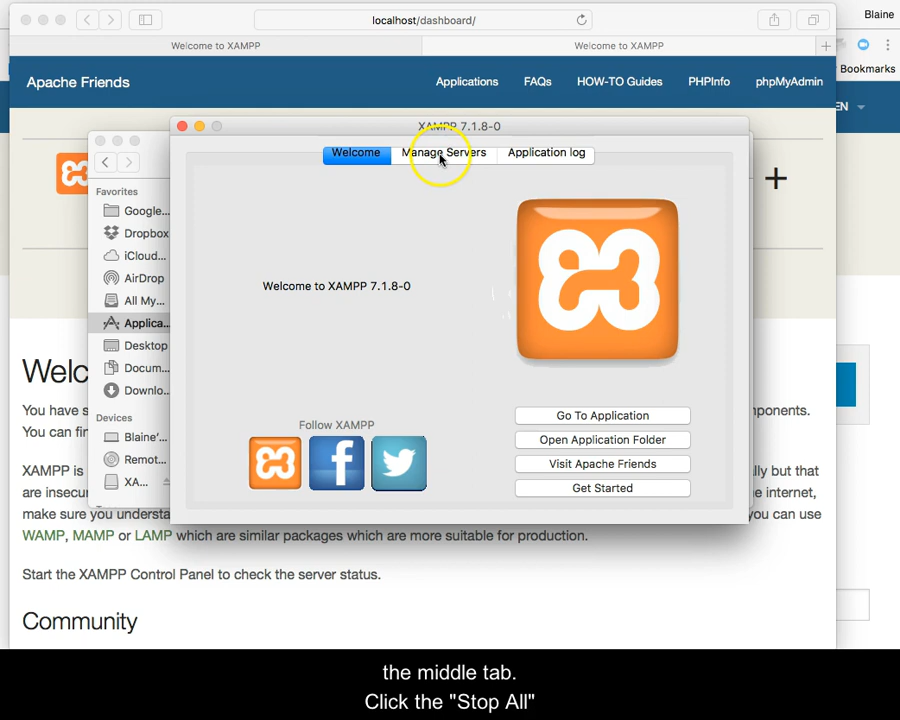 localhost/dashboard/
Blaine
Welcome to XAMPP
Welcome to XAMPP
Bookmarks
Apache Friends
Applications
FAQs
HOW-TO Guides
PHPInfo
phpMyAdmin
EN
XAMPP 7.1.8-0
Welcome
Manage Servers
Application log
Favorites
Google...
Dropbox
iCloud...
AirDrop
All My...
Applica...
Desktop
Docum...
Downlo...
Devices
Blaine'...
Remot...
XA...
Welcome to XAMPP 7.1.8-0
Follow XAMPP
Go To Application
Open Application Folder
Visit Apache Friends
Get Started
Welc
You have s
ponents.
You can fin
XAMPP is
lly but that
are insecur
e internet,
make sure you understa
you can use
WAMP, MAMP or LAMP which are similar packages which are more suitable for production.
Start the XAMPP Control Panel to check the server status.
Community
the middle tab.
Click the "Stop All"